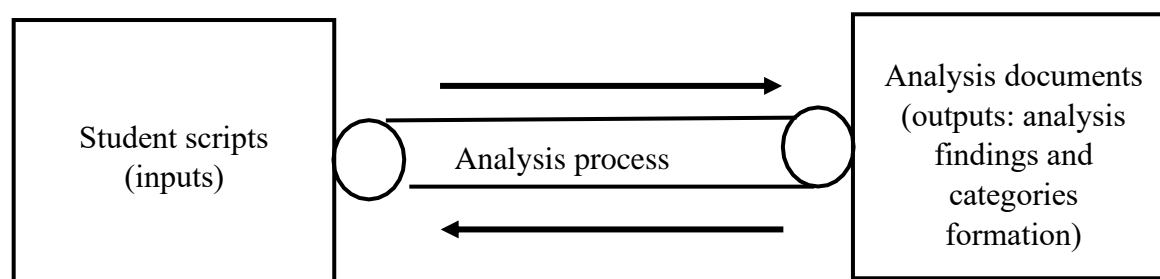 Student scripts
(inputs)
Analysis process
Analysis documents
(outputs: analysis
findings and
categories
formation)